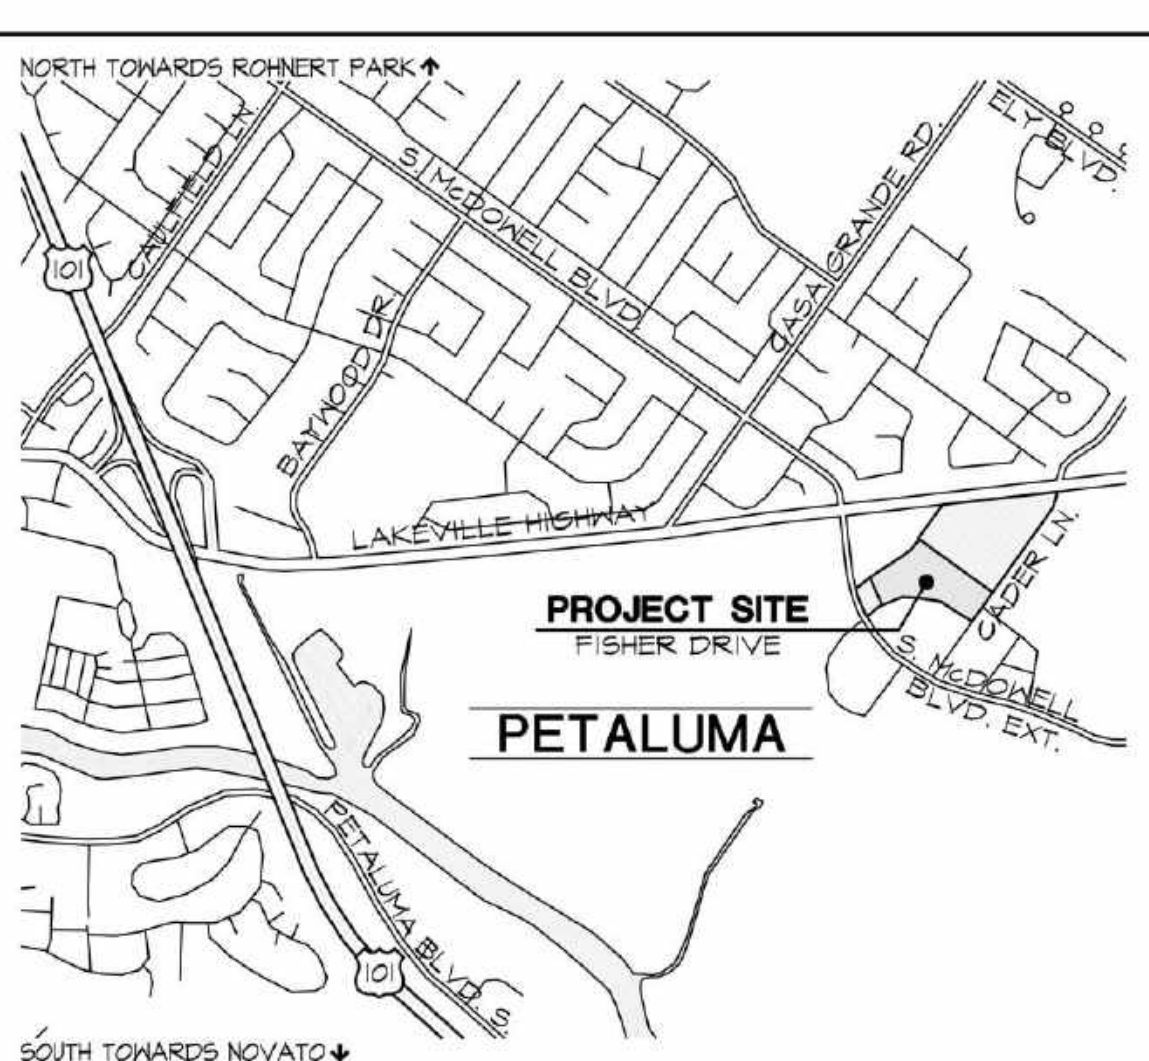 NORTH TOWARDS ROHNERT PARK ↑
CAULFIELD LN.
S. McDOWELL BLVD.
CASA GRANDE RD.
ELY BLVD.
101
BAYWOOD DR.
LAKEVILLE HIGHWAY
PROJECT SITE
FISHER DRIVE
CADER LN.
S. McDOWELL
BLVD. EXT.
PETALUMA
PETALUMA BLVD. S.
101
SOUTH TOWARDS NOVATO ↓